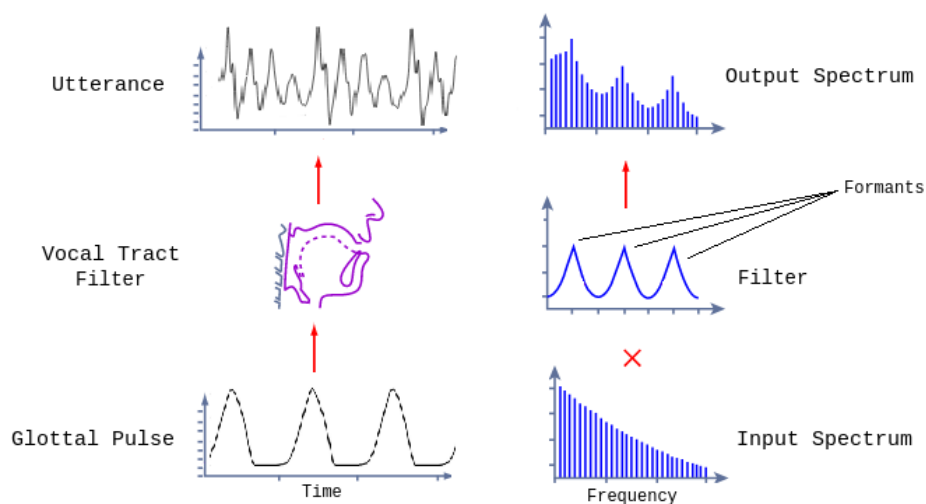 Utterance
Output Spectrum
Formants
Vocal Tract
Filter
Filter
Glottal Pulse
Input Spectrum
Time
Frequency